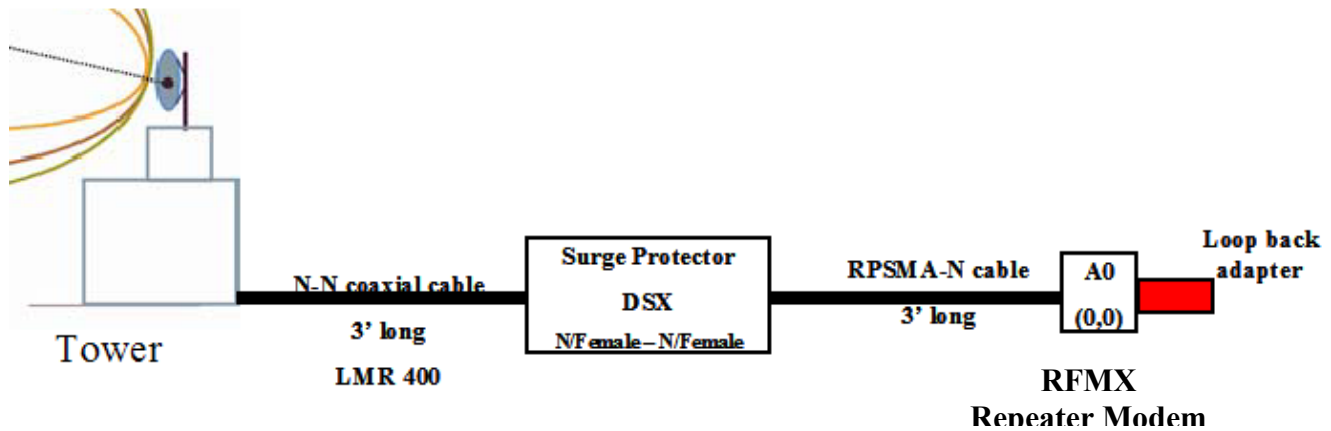 Tower
N-N coaxial cable
3’ long
LMR 400
Surge Protector
DSX
N/Female – N/Female
RPSMA-N cable
3’ long
A0
(0,0)
Loop back
adapter
RFMX
Repeater Modem